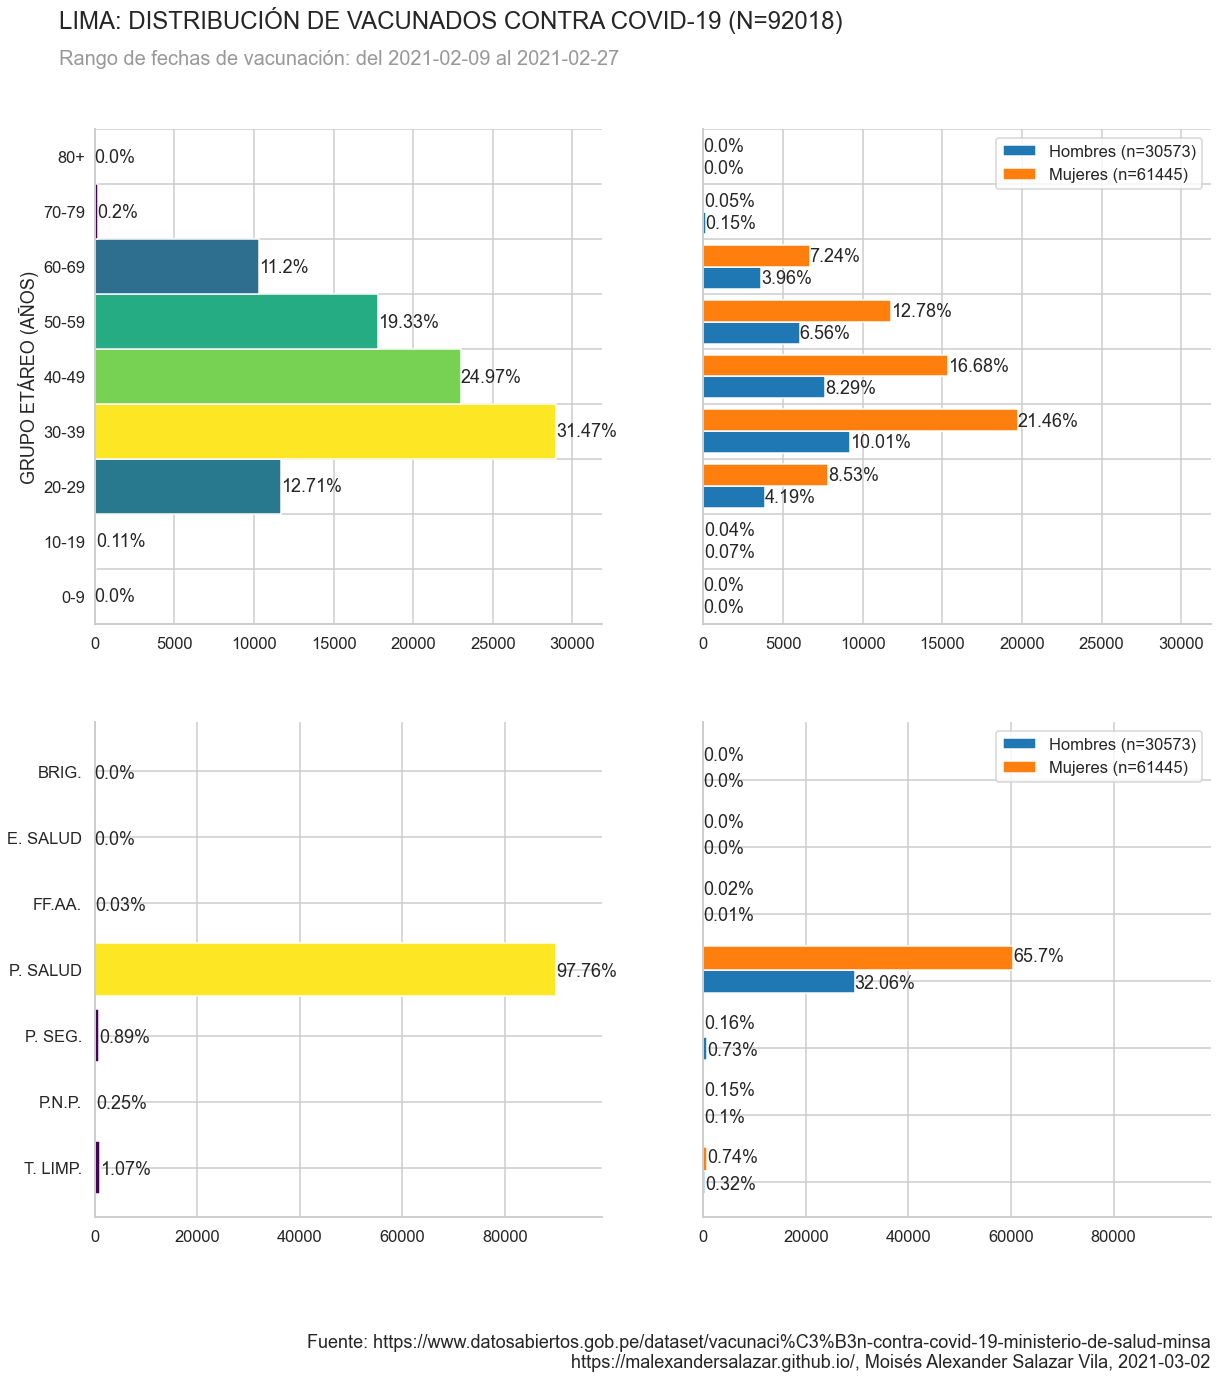 LIMA: DISTRIBUCIÓN DE VACUNADOS CONTRA COVID-19 (N=92018)
Rango de fechas de vacunación: del 2021-02-09 al 2021-02-27
GRUPO ETÁREO (AÑOS)
80+ 0.0%
70-79 0.2%
60-69 11.2%
50-59 19.33%
40-49 24.97%
30-39 31.47%
20-29 12.71%
10-19 0.11%
0-9 0.0%
0 5000 10000 15000 20000 25000 30000
Hombres (n=30573)
Mujeres (n=61445)
0.0%
0.0%
0.05%
0.15%
7.24%
3.96%
12.78%
6.56%
16.68%
8.29%
21.46%
10.01%
8.53%
4.19%
0.04%
0.07%
0.0%
0.0%
0 5000 10000 15000 20000 25000 30000
BRIG. 0.0%
E. SALUD 0.0%
FF.AA. 0.03%
P. SALUD 97.76%
P. SEG. 0.89%
P.N.P. 0.25%
T. LIMP. 1.07%
0 20000 40000 60000 80000
Hombres (n=30573)
Mujeres (n=61445)
0.0%
0.0%
0.0%
0.0%
0.02%
0.01%
65.7%
32.06%
0.16%
0.73%
0.15%
0.1%
0.74%
0.32%
0 20000 40000 60000 80000
Fuente: https://www.datosabiertos.gob.pe/dataset/vacunaci%C3%B3n-contra-covid-19-ministerio-de-salud-minsa
https://malexandersalazar.github.io/, Moisés Alexander Salazar Vila, 2021-03-02